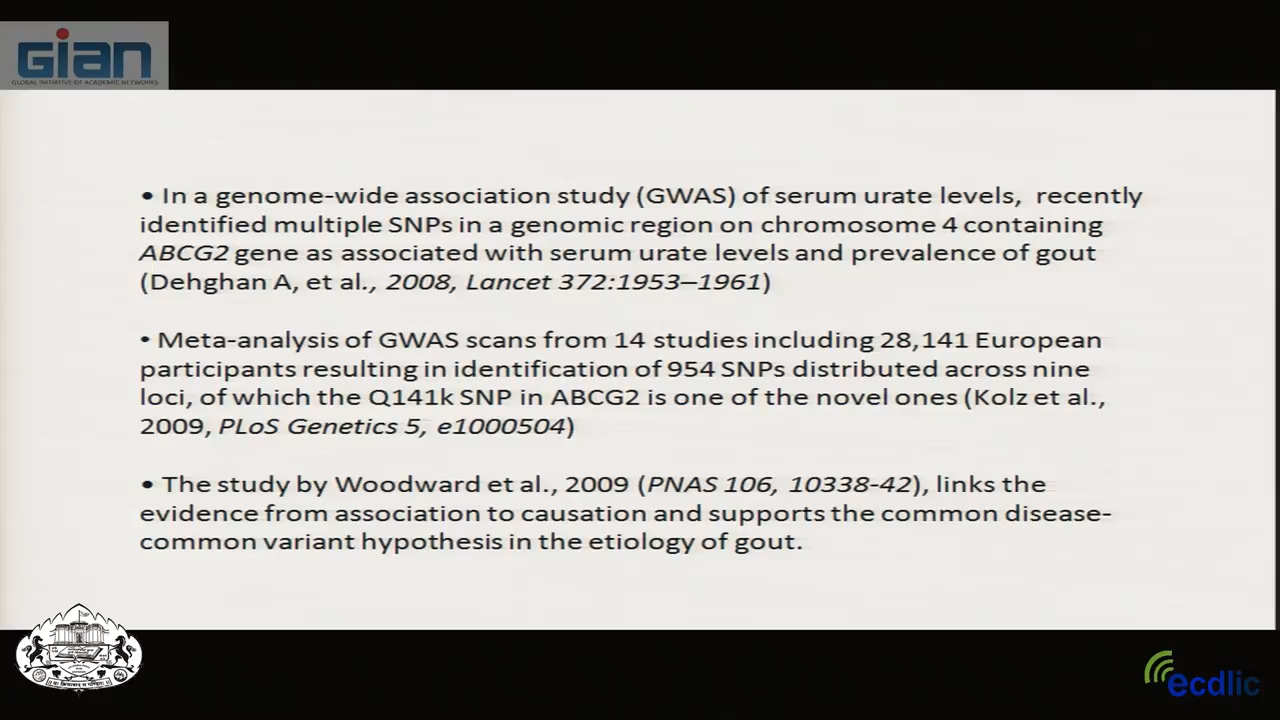 GIAN
GLOBAL INITIATIVE OF ACADEMIC NETWORKS
• In a genome-wide association study (GWAS) of serum urate levels, recently
identified multiple SNPs in a genomic region on chromosome 4 containing
ABCG2 gene as associated with serum urate levels and prevalence of gout
(Dehghan A, et al., 2008, Lancet 372:1953–1961)
• Meta-analysis of GWAS scans from 14 studies including 28,141 European
participants resulting in identification of 954 SNPs distributed across nine
loci, of which the Q141k SNP in ABCG2 is one of the novel ones (Kolz et al.,
2009, PLoS Genetics 5, e1000504)
• The study by Woodward et al., 2009 (PNAS 106, 10338-42), links the
evidence from association to causation and supports the common disease-
common variant hypothesis in the etiology of gout.
ecdlic